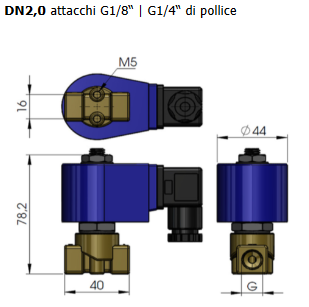 DN2,0 attacchi G1/8“ | G1/4“ di pollice
M5
16
Ø44
78,2
40
G